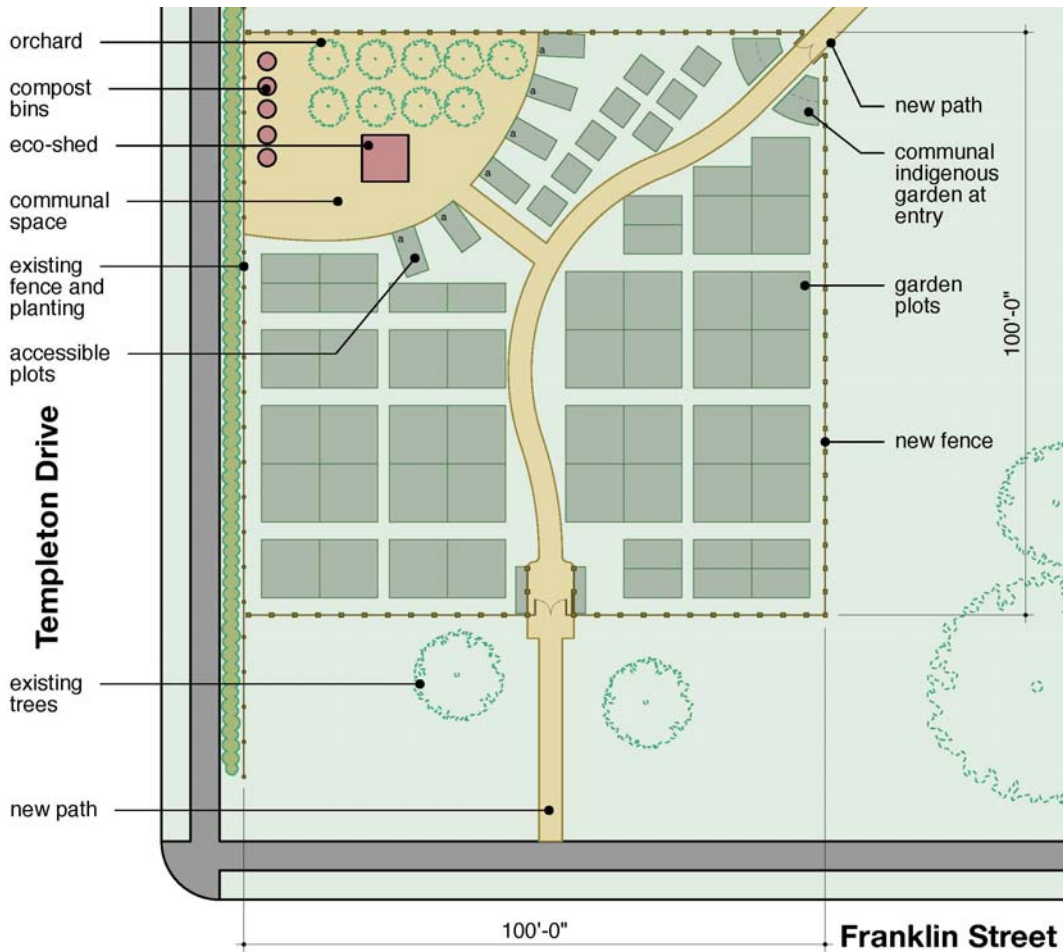 orchard
compost
bins
eco-shed
communal
space
existing
fence and
planting
accessible
plots
Templeton Drive
existing
trees
new path
a
a
a
a
a
a
new path
communal
indigenous
garden at
entry
garden
plots
100'-0"
new fence
100'-0"
Franklin Street